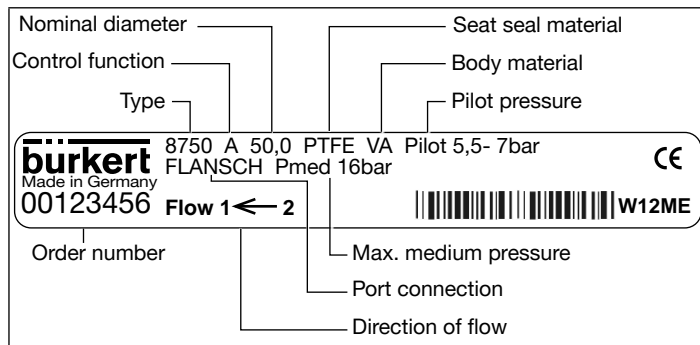 Nominal diameter
Seat seal material
Control function
Body material
Type
Pilot pressure
8750 A 50,0 PTFE VA Pilot 5,5- 7bar
bürkert
FLANSCH Pmed 16bar
CE
Made in Germany
00123456
Flow 1 ← 2
W12ME
Order number
Max. medium pressure
Port connection
Direction of flow